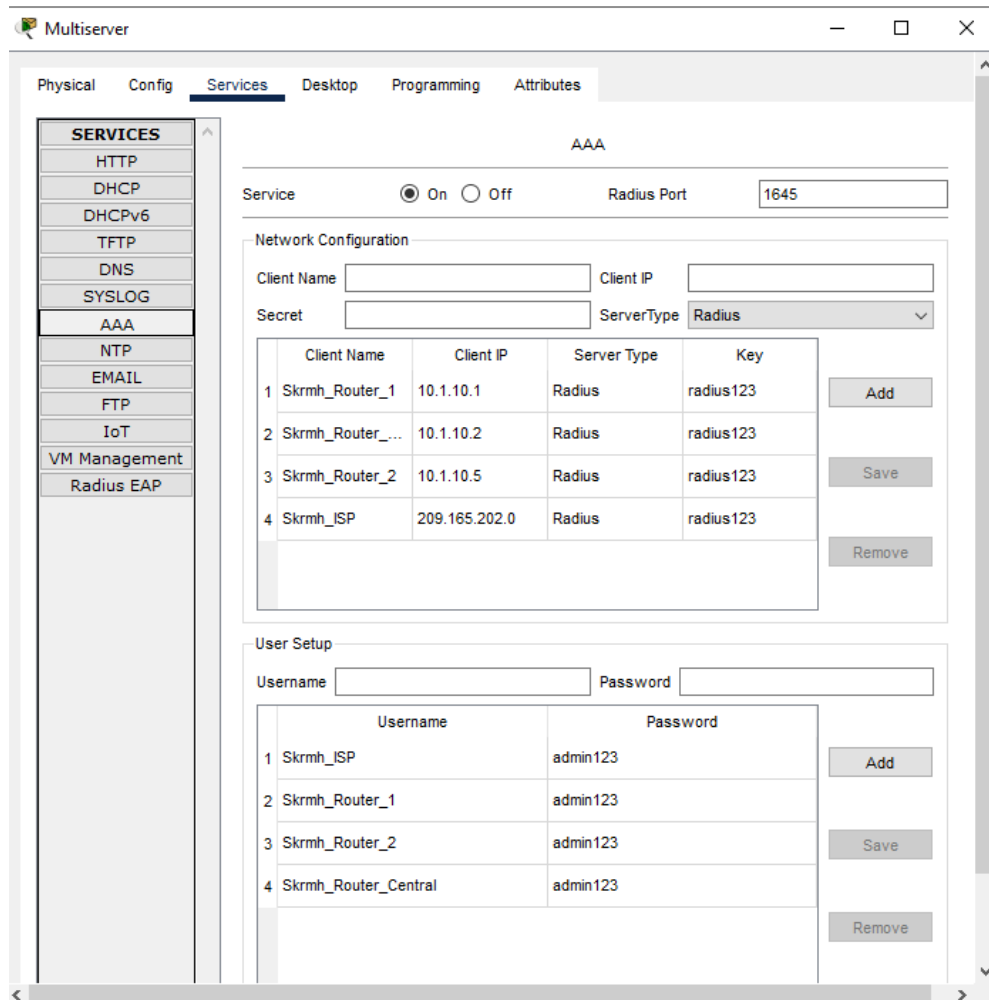 Multiserver
Physical Config Services Desktop Programming Attributes
SERVICES
HTTP
DHCP
DHCPv6
TFTP
DNS
SYSLOG
AAA
NTP
EMAIL
FTP
IoT
VM Management
Radius EAP
AAA
Service On Off Radius Port 1645
Network Configuration
Client Name Client IP
Secret ServerType Radius
Client Name Client IP Server Type Key
1 Skrmh_Router_1 10.1.10.1 Radius radius123
2 Skrmh_Router_... 10.1.10.2 Radius radius123
3 Skrmh_Router_2 10.1.10.5 Radius radius123
4 Skrmh_ISP 209.165.202.0 Radius radius123
Add
Save
Remove
User Setup
Username Password
Username Password
1 Skrmh_ISP admin123
2 Skrmh_Router_1 admin123
3 Skrmh_Router_2 admin123
4 Skrmh_Router_Central admin123
Add
Save
Remove